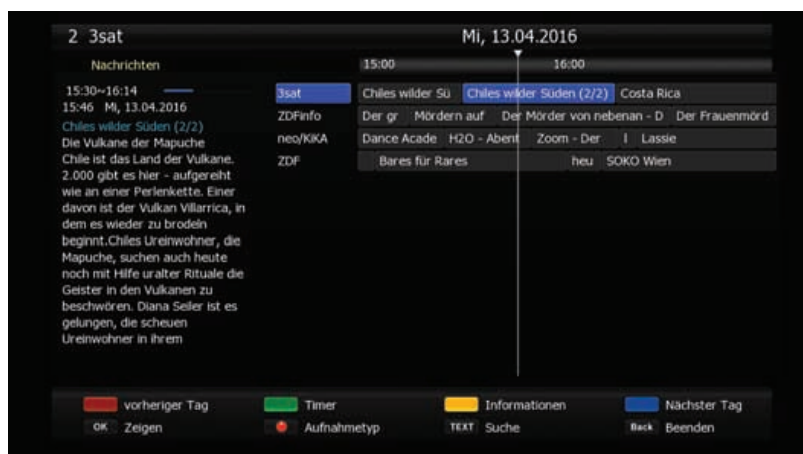 2 3sat
Mi, 13.04.2016
Nachrichten
15:00 16:00
15:30~16:14
15:46 Mi, 13.04.2016
Chiles wilder Süden (2/2)
Die Vulkane der Mapuche
Chile ist das Land der Vulkane.
2.000 gibt es hier - aufgereiht
wie an einer Perlenkette. Einer
davon ist der Vulkan Villarrica, in
dem es wieder zu brodeln
beginnt.Chiles Ureinwohner, die
Mapuche, suchen auch heute
noch mit Hilfe uralter Rituale die
Geister in den Vulkanen zu
beschwören. Diana Seiler ist es
gelungen, die scheuen
Ureinwohner in ihrem
3sat Chiles wilder Sü Chiles wilder Süden (2/2) Costa Rica
ZDFinfo Der gr Mördern auf Der Mörder von nebenan - D Der Frauenmörd
neo/KiKA Dance Acade H2O - Abent Zoom - Der l Lassie
ZDF Bares für Rares heu SOKO Wien
vorheriger Tag Timer Informationen Nächster Tag
OK Zeigen Aufnahmetyp TEXT Suche Back Beenden